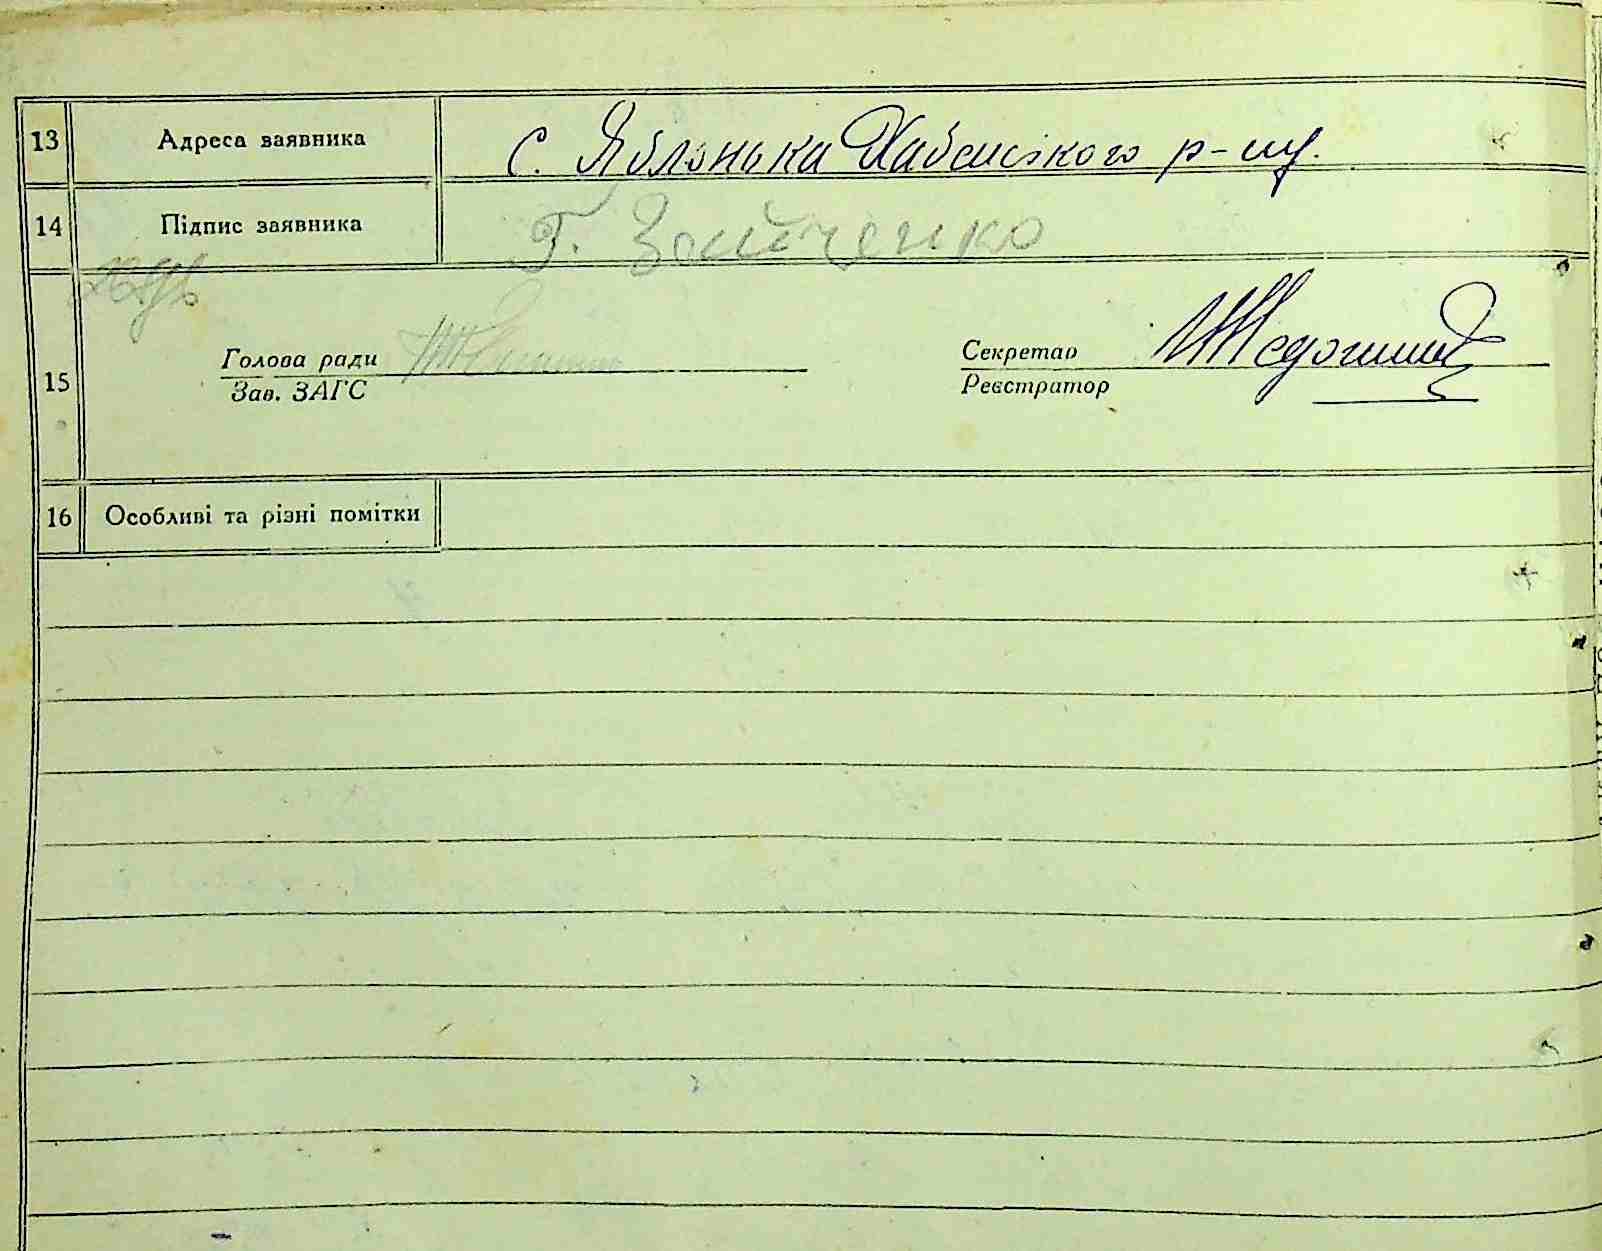 13 Адреса заявника с. Яблонька Хабенського р-ну.
14 Підпис заявника Г. Зайченко
15 Голова ради Секретар
Зав. ЗАГС Реєстратор
16 Особливі та різні помітки